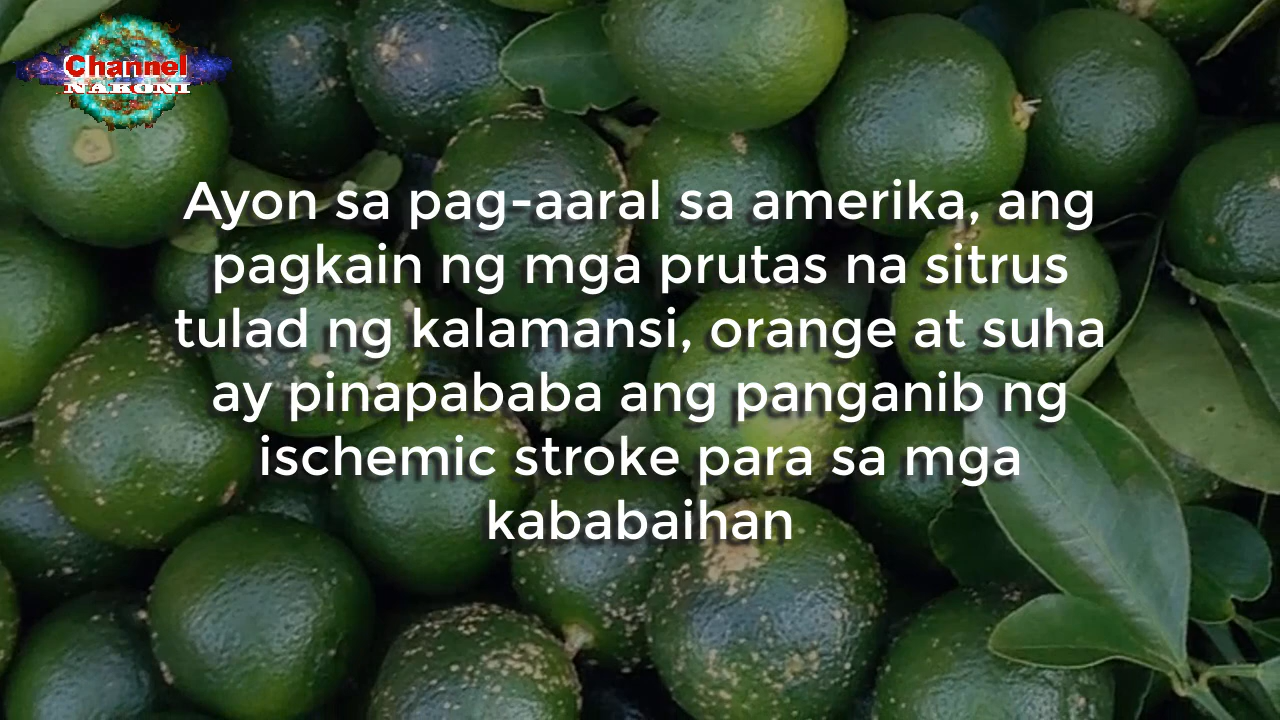 Channel
NAKONI
Ayon sa pag-aaral sa amerika, ang
pagkain ng mga prutas na sitrus
tulad ng kalamansi, orange at suha
ay pinapababa ang panganib ng
ischemic stroke para sa mga
kababaihan